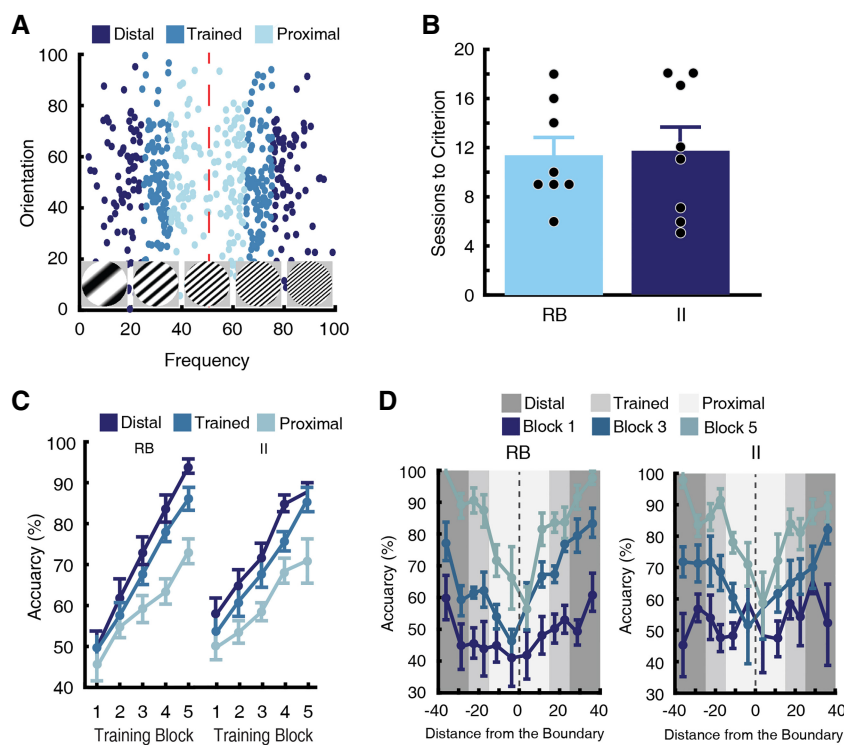 A
Distal Trained Proximal
100
80
60
40
20
0
Orientation
0 20 40 60 80 100
Frequency
B
20
16
12
8
4
0
Sessions to Criterion
RB II
C
Distal Trained Proximal
RB II
100
90
80
70
60
50
40
Accuarcy (%)
1 2 3 4 5 1 2 3 4 5
Training Block Training Block
D
Distal Trained Proximal
Block 1 Block 3 Block 5
RB II
100
90
80
70
60
50
40
30
Accuarcy (%)
-40 -20 0 20 40
Distance from the Boundary
100
90
80
70
60
50
40
30
Accuarcy (%)
-40 -20 0 20 40
Distance from the Boundary